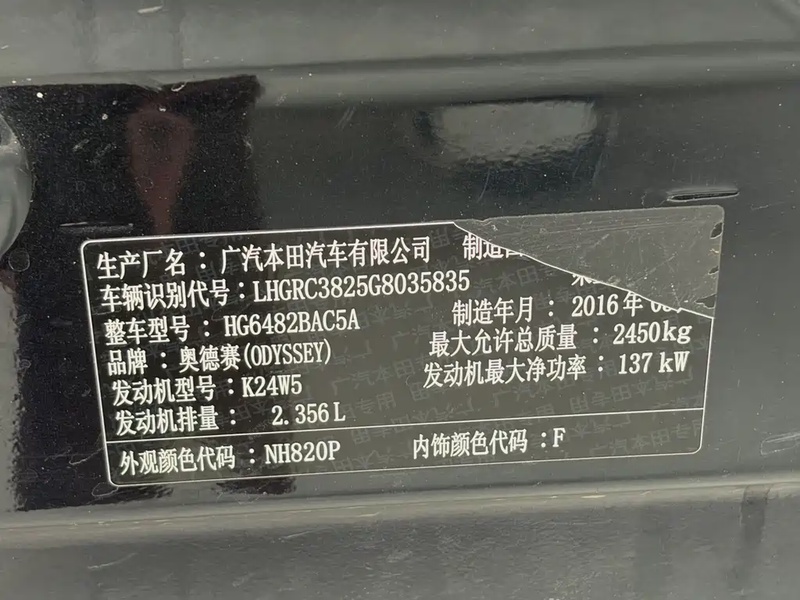 生产厂名：广汽本田汽车有限公司 制造
车辆识别代号：LHGRC3825G8035835
整车型号：HG6482BAC5A 制造年月：2016年
品牌：奥德赛(ODYSSEY) 最大允许总质量：2450kg
发动机型号：K24W5 发动机最大净功率：137kW
发动机排量：2.356L
外观颜色代码：NH820P 内饰颜色代码：F